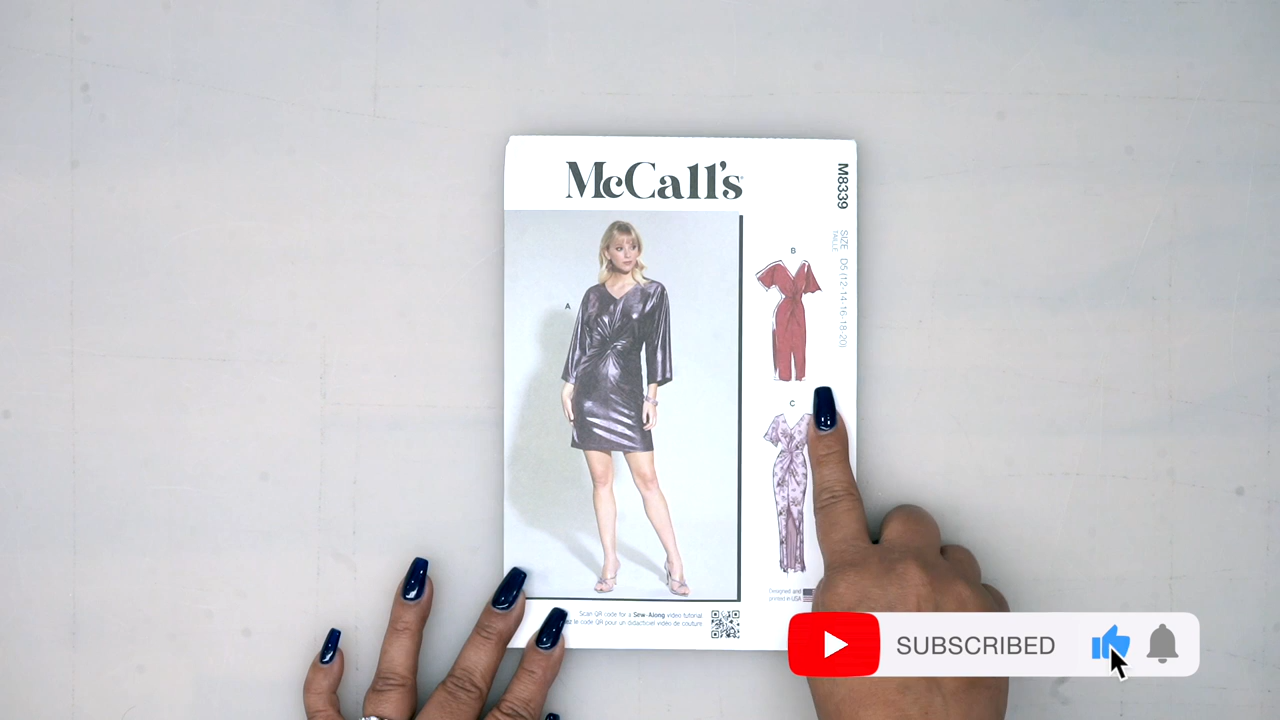 McCall's
M8339
SIZE D5 (12-14-16-18-20)
TAILLE
A
B
C
Designed and
printed in USA
Scan QR code for a Sew-Along video tutorial
le code QR pour un didacticiel vidéo de couture
SUBSCRIBED